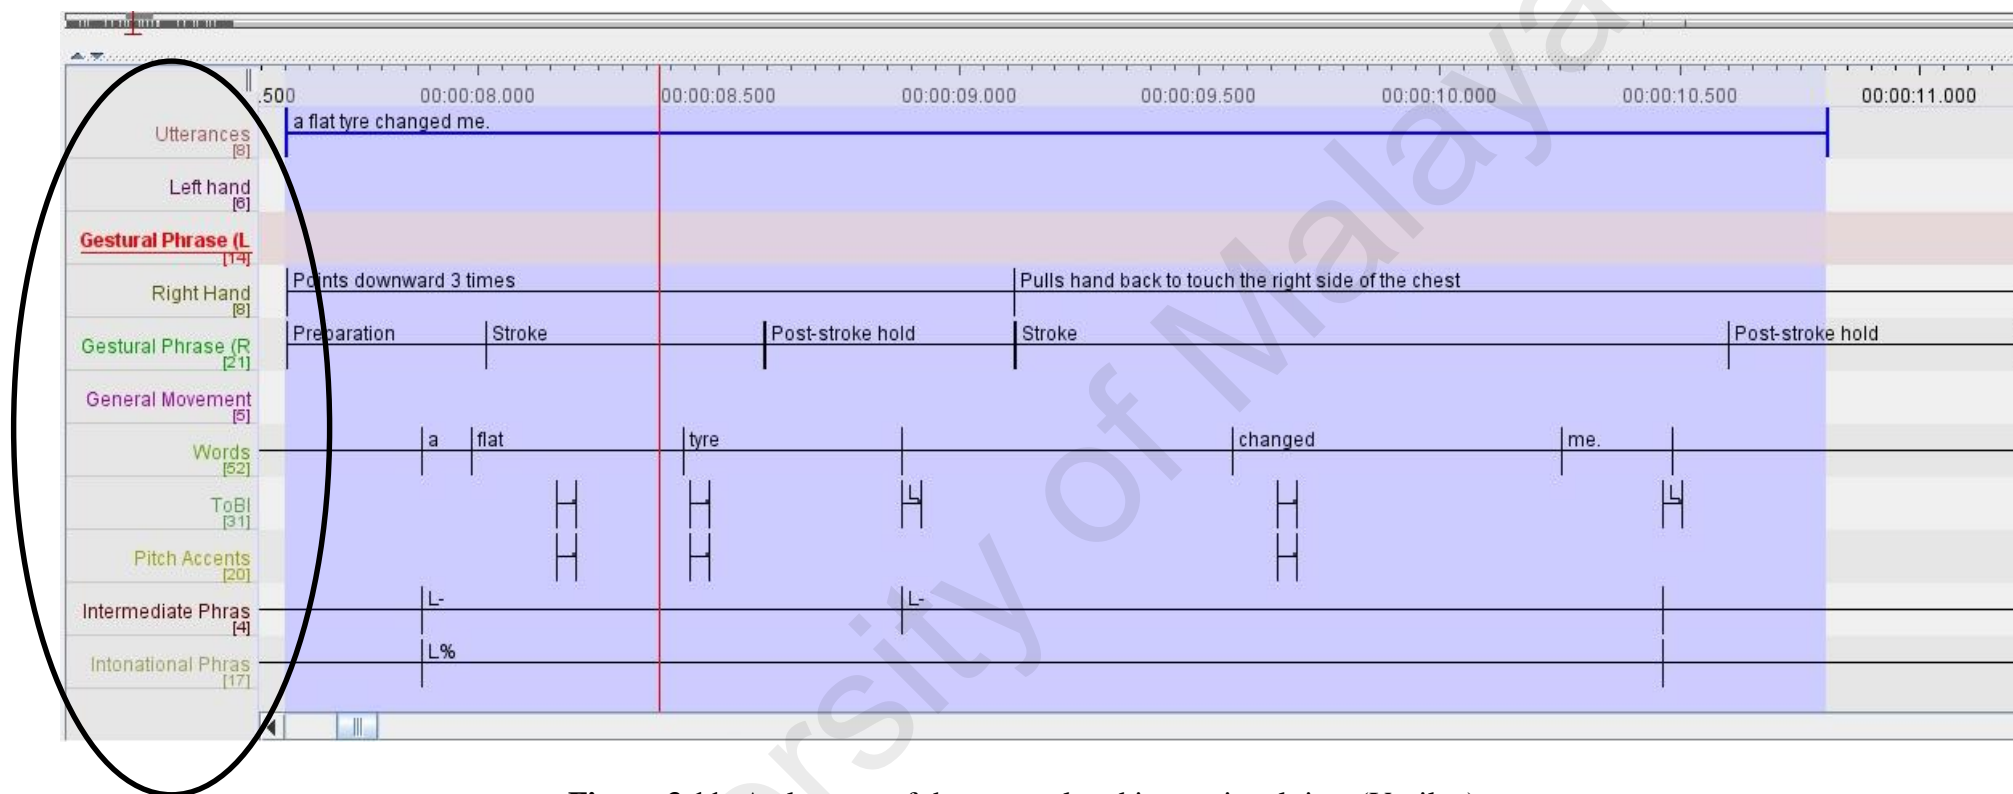 .500 00:00:08.000 00:00:08.500 00:00:09.000 00:00:09.500 00:00:10.000 00:00:10.500 00:00:11.000
Utterances [8] a flat tyre changed me.
Left hand [6]
Gestural Phrase (L [14]
Right Hand [8] Points downward 3 times Pulls hand back to touch the right side of the chest
Gestural Phrase (R [21] Preparation Stroke Post-stroke hold Stroke Post-stroke hold
General Movement [5]
Words [52] a flat tyre changed me.
ToBI [31]
Pitch Accents [20]
Intermediate Phras [4] L- L-
Intonational Phras [17] L%
ersity of Malaya